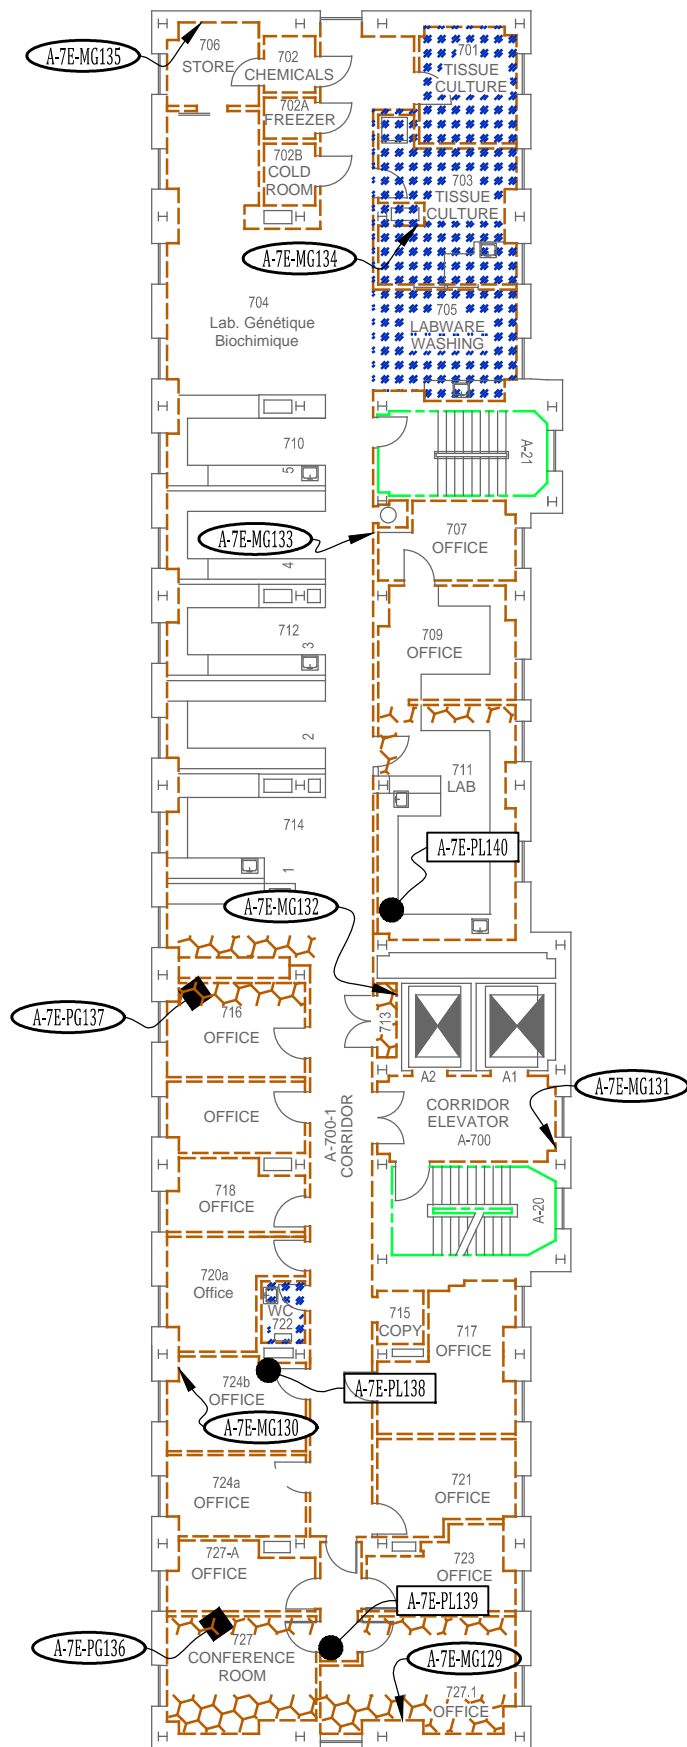 A-7E-MG135
706
STORE
702
CHEMICALS
701
TISSUE
CULTURE
702A
FREEZER
702B
COLD
ROOM
703
TISSUE
CULTURE
A-7E-MG134
704
Lab. Génétique
Biochimique
705
LABWARE
WASHING
710
5
A-21
A-7E-MG133
707
OFFICE
4
712
3
709
OFFICE
2
711
LAB
714
1
A-7E-PL140
A-7E-MG132
A-7E-PG137
716
OFFICE
713
A2
A1
A-7E-MG131
OFFICE
A-700-1
CORRIDOR
CORRIDOR
ELEVATOR
A-700
718
OFFICE
A-20
720a
Office
WC
722
715
COPY
717
OFFICE
724b
OFFICE
A-7E-PL138
A-7E-MG130
724a
OFFICE
721
OFFICE
727-A
OFFICE
723
OFFICE
A-7E-PL139
A-7E-PG136
727
CONFERENCE
ROOM
A-7E-MG129
727.1
OFFICE